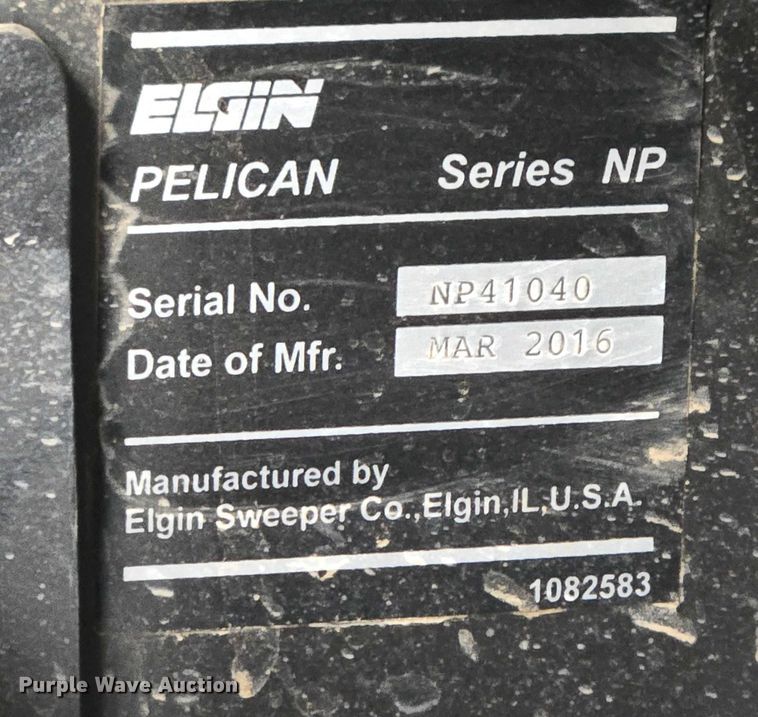 ELGIN
PELICAN Series NP
Serial No. NP41040
Date of Mfr. MAR 2016
Manufactured by
Elgin Sweeper Co.,Elgin,IL,U.S.A.
1082583
Purple Wave Auction